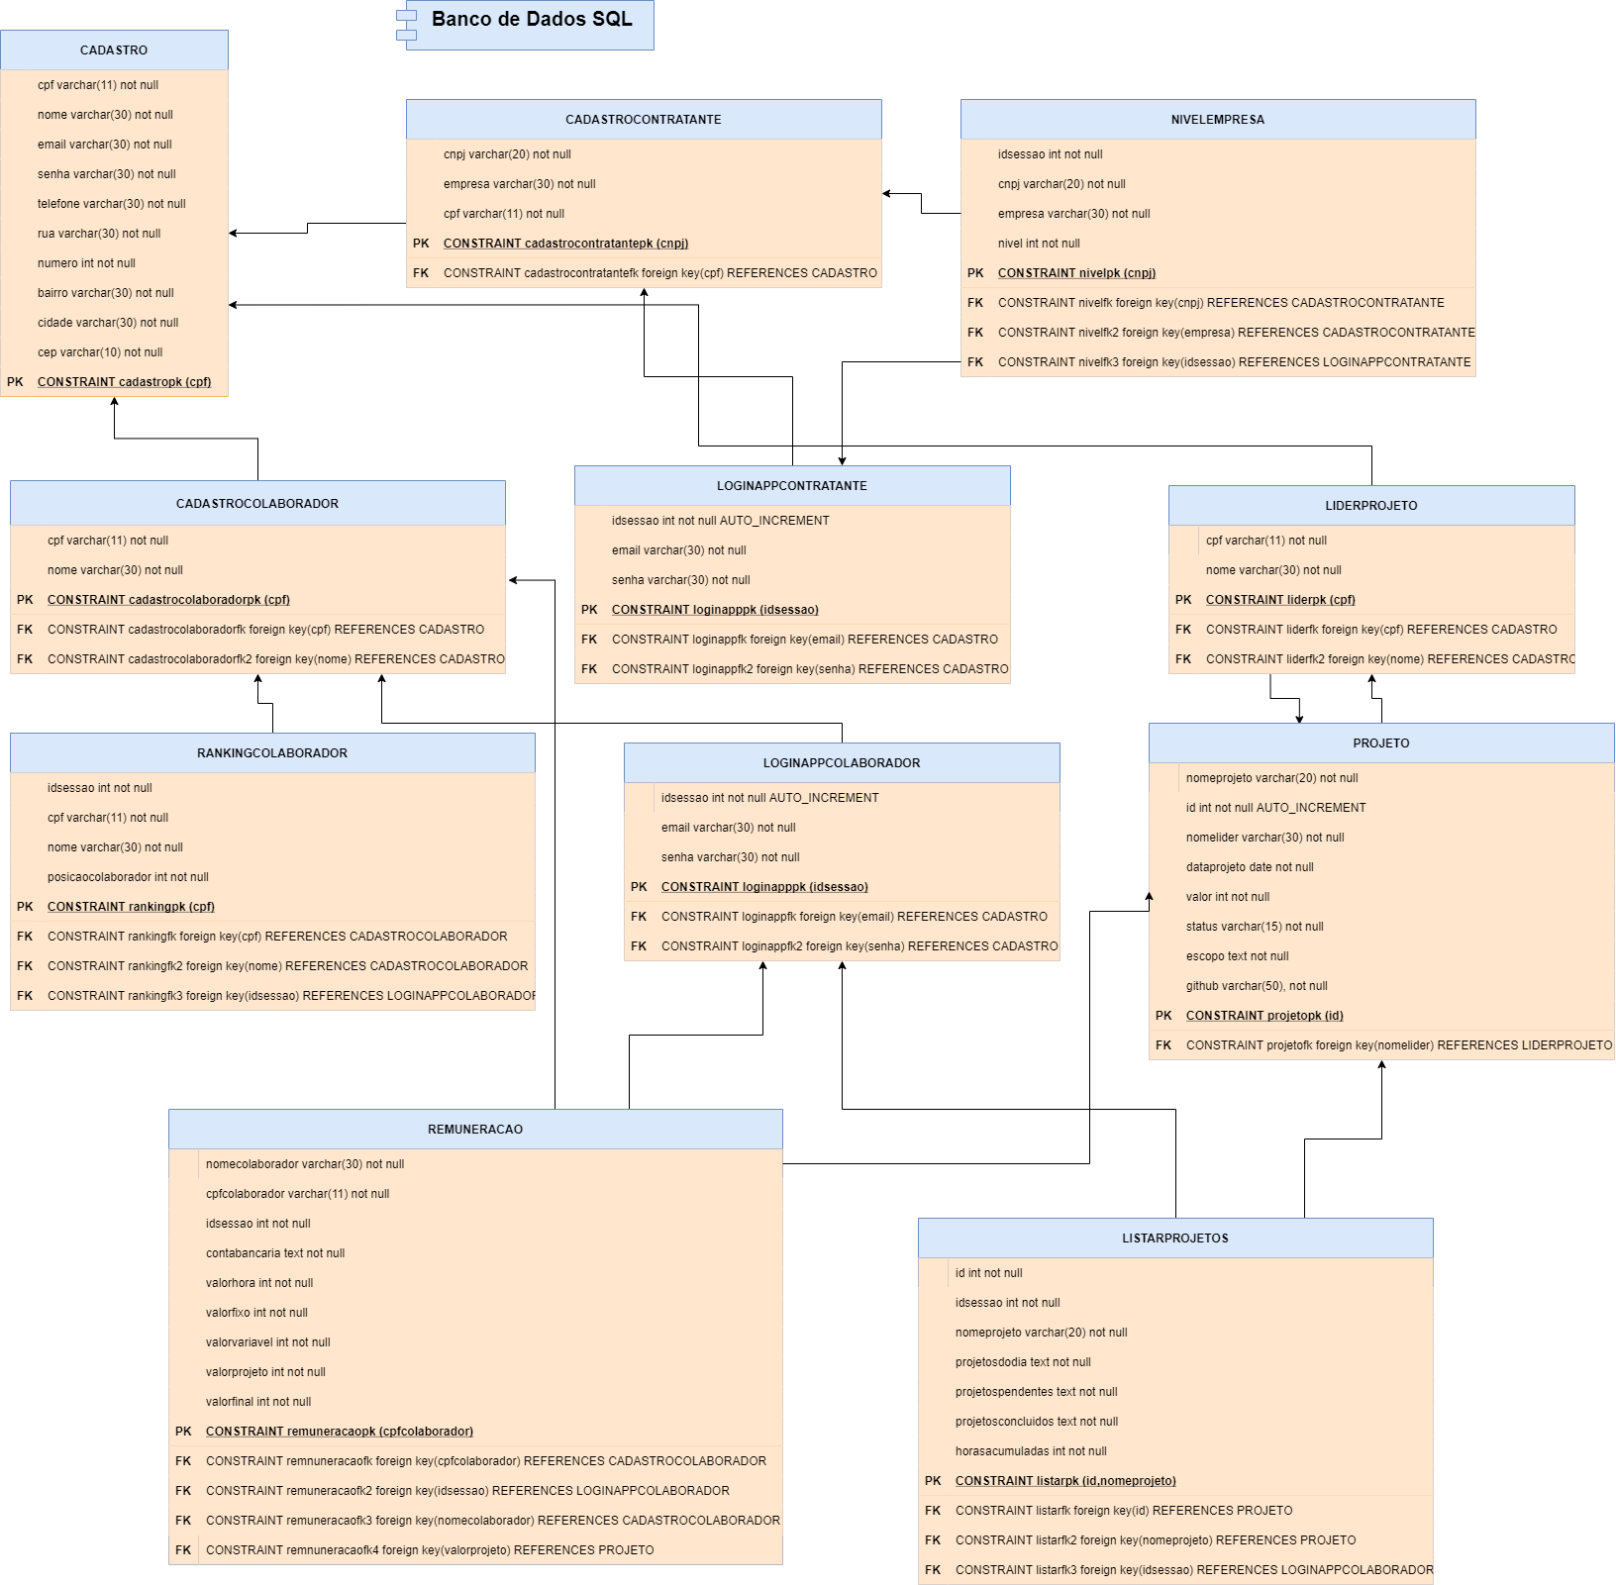 Banco de Dados SQL
CADASTRO
cpf varchar(11) not null
nome varchar(30) not null
email varchar(30) not null
senha varchar(30) not null
telefone varchar(30) not null
rua varchar(30) not null
numero int not null
bairro varchar(30) not null
cidade varchar(30) not null
cep varchar(10) not null
PK CONSTRAINT cadastropk (cpf)
CADASTROCONTRATANTE
cnpj varchar(20) not null
empresa varchar(30) not null
cpf varchar(11) not null
PK CONSTRAINT cadastrocontratantepk (cnpj)
FK CONSTRAINT cadastrocontratantefk foreign key(cpf) REFERENCES CADASTRO
NIVELEMPRESA
idsessao int not null
cnpj varchar(20) not null
empresa varchar(30) not null
nivel int not null
PK CONSTRAINT nivelpk (cnpj)
FK CONSTRAINT nivelfk foreign key(cnpj) REFERENCES CADASTROCONTRATANTE
FK CONSTRAINT nivelfk2 foreign key(empresa) REFERENCES CADASTROCONTRATANTE
FK CONSTRAINT nivelfk3 foreign key(idsessao) REFERENCES LOGINAPPCONTRATANTE
CADASTROCOLABORADOR
cpf varchar(11) not null
nome varchar(30) not null
PK CONSTRAINT cadastrocolaboradorpk (cpf)
FK CONSTRAINT cadastrocolaboradorfk foreign key(cpf) REFERENCES CADASTRO
FK CONSTRAINT cadastrocolaboradorfk2 foreign key(nome) REFERENCES CADASTRO
LOGINAPPCONTRATANTE
idsessao int not null AUTO_INCREMENT
email varchar(30) not null
senha varchar(30) not null
PK CONSTRAINT loginapppk (idsessao)
FK CONSTRAINT loginappfk foreign key(email) REFERENCES CADASTRO
FK CONSTRAINT loginappfk2 foreign key(senha) REFERENCES CADASTRO
LIDERPROJETO
cpf varchar(11) not null
nome varchar(30) not null
PK CONSTRAINT liderpk (cpf)
FK CONSTRAINT liderfk foreign key(cpf) REFERENCES CADASTRO
FK CONSTRAINT liderfk2 foreign key(nome) REFERENCES CADASTRO
RANKINGCOLABORADOR
idsessao int not null
cpf varchar(11) not null
nome varchar(30) not null
posicaocolaborador int not null
PK CONSTRAINT rankingpk (cpf)
FK CONSTRAINT rankingfk foreign key(cpf) REFERENCES CADASTROCOLABORADOR
FK CONSTRAINT rankingfk2 foreign key(nome) REFERENCES CADASTROCOLABORADOR
FK CONSTRAINT rankingfk3 foreign key(idsessao) REFERENCES LOGINAPPCOLABORADOR
LOGINAPPCOLABORADOR
idsessao int not null AUTO_INCREMENT
email varchar(30) not null
senha varchar(30) not null
PK CONSTRAINT loginapppk (idsessao)
FK CONSTRAINT loginappfk foreign key(email) REFERENCES CADASTRO
FK CONSTRAINT loginappfk2 foreign key(senha) REFERENCES CADASTRO
PROJETO
nomeprojeto varchar(20) not null
id int not null AUTO_INCREMENT
nomelider varchar(30) not null
dataprojeto date not null
valor int not null
status varchar(15) not null
escopo text not null
github varchar(50), not null
PK CONSTRAINT projetopk (id)
FK CONSTRAINT projetofk foreign key(nomelider) REFERENCES LIDERPROJETO
REMUNERACAO
nomecolaborador varchar(30) not null
cpfcolaborador varchar(11) not null
idsessao int not null
contabancaria text not null
valorhora int not null
valorfixo int not null
valorvariavel int not null
valorprojeto int not null
valorfinal int not null
PK CONSTRAINT remuneracaopk (cpfcolaborador)
FK CONSTRAINT remnuneracaofk foreign key(cpfcolaborador) REFERENCES CADASTROCOLABORADOR
FK CONSTRAINT remuneracaofk2 foreign key(idsessao) REFERENCES LOGINAPPCOLABORADOR
FK CONSTRAINT remuneracaofk3 foreign key(nomecolaborador) REFERENCES CADASTROCOLABORADOR
FK CONSTRAINT remnuneracaofk4 foreign key(valorprojeto) REFERENCES PROJETO
LISTARPROJETOS
id int not null
idsessao int not null
nomeprojeto varchar(20) not null
projetosdodia text not null
projetospendentes text not null
projetosconcluidos text not null
horasacumuladas int not null
PK CONSTRAINT listarpk (id,nomeprojeto)
FK CONSTRAINT listarfk foreign key(id) REFERENCES PROJETO
FK CONSTRAINT listarfk2 foreign key(nomeprojeto) REFERENCES PROJETO
FK CONSTRAINT listarfk3 foreign key(idsessao) REFERENCES LOGINAPPCOLABORADOR